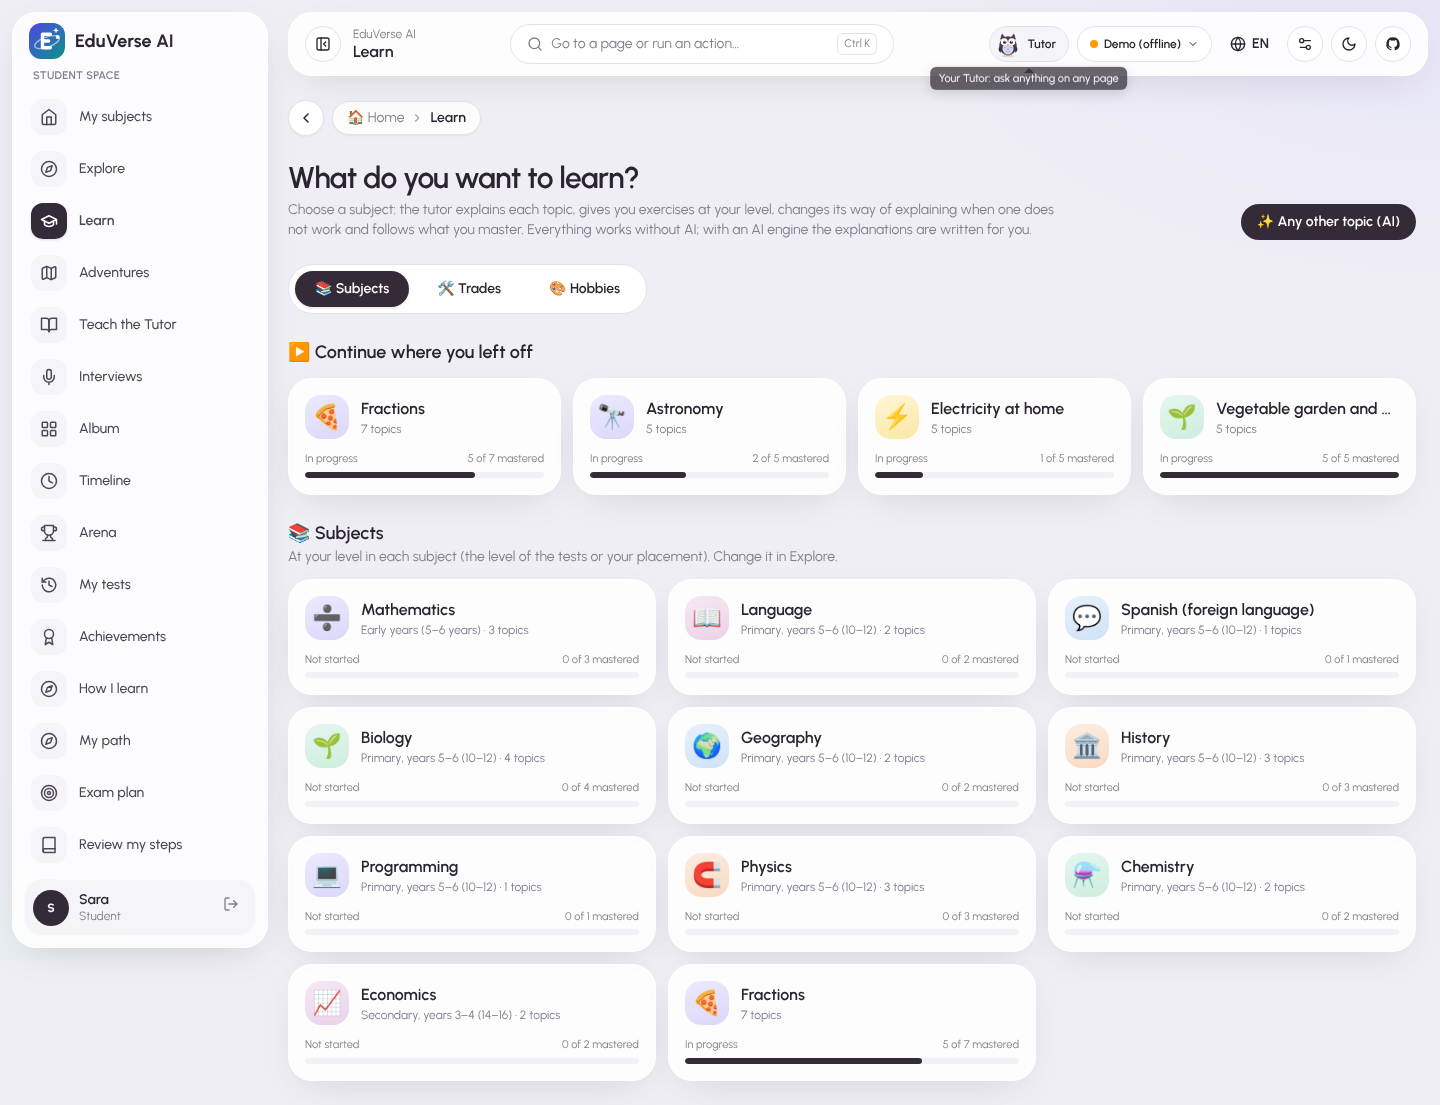 EduVerse AI
STUDENT SPACE
My subjects
Explore
Learn
Adventures
Teach the Tutor
Interviews
Album
Timeline
Arena
My tests
Achievements
How I learn
My path
Exam plan
Review my steps
S
Sara
Student
EduVerse AI
Learn
Go to a page or run an action...
Ctrl K
Tutor
Demo (offline)
EN
Your Tutor: ask anything on any page
Home
Learn
What do you want to learn?
Choose a subject: the tutor explains each topic, gives you exercises at your level, changes its way of explaining when one does
not work and follows what you master. Everything works without AI; with an AI engine the explanations are written for you.
Any other topic (AI)
Subjects
Trades
Hobbies
Continue where you left off
Fractions
7 topics
In progress
5 of 7 mastered
Astronomy
5 topics
In progress
2 of 5 mastered
Electricity at home
5 topics
In progress
1 of 5 mastered
Vegetable garden and ...
5 topics
In progress
5 of 5 mastered
Subjects
At your level in each subject (the level of the tests or your placement). Change it in Explore.
Mathematics
Early years (5–6 years) · 3 topics
Not started
0 of 3 mastered
Language
Primary, years 5–6 (10–12) · 2 topics
Not started
0 of 2 mastered
Spanish (foreign language)
Primary, years 5–6 (10–12) · 1 topics
Not started
0 of 1 mastered
Biology
Primary, years 5–6 (10–12) · 4 topics
Not started
0 of 4 mastered
Geography
Primary, years 5–6 (10–12) · 2 topics
Not started
0 of 2 mastered
History
Primary, years 5–6 (10–12) · 3 topics
Not started
0 of 3 mastered
Programming
Primary, years 5–6 (10–12) · 1 topics
Not started
0 of 1 mastered
Physics
Primary, years 5–6 (10–12) · 3 topics
Not started
0 of 3 mastered
Chemistry
Primary, years 5–6 (10–12) · 2 topics
Not started
0 of 2 mastered
Economics
Secondary, years 3–4 (14–16) · 2 topics
Not started
0 of 2 mastered
Fractions
7 topics
In progress
5 of 7 mastered